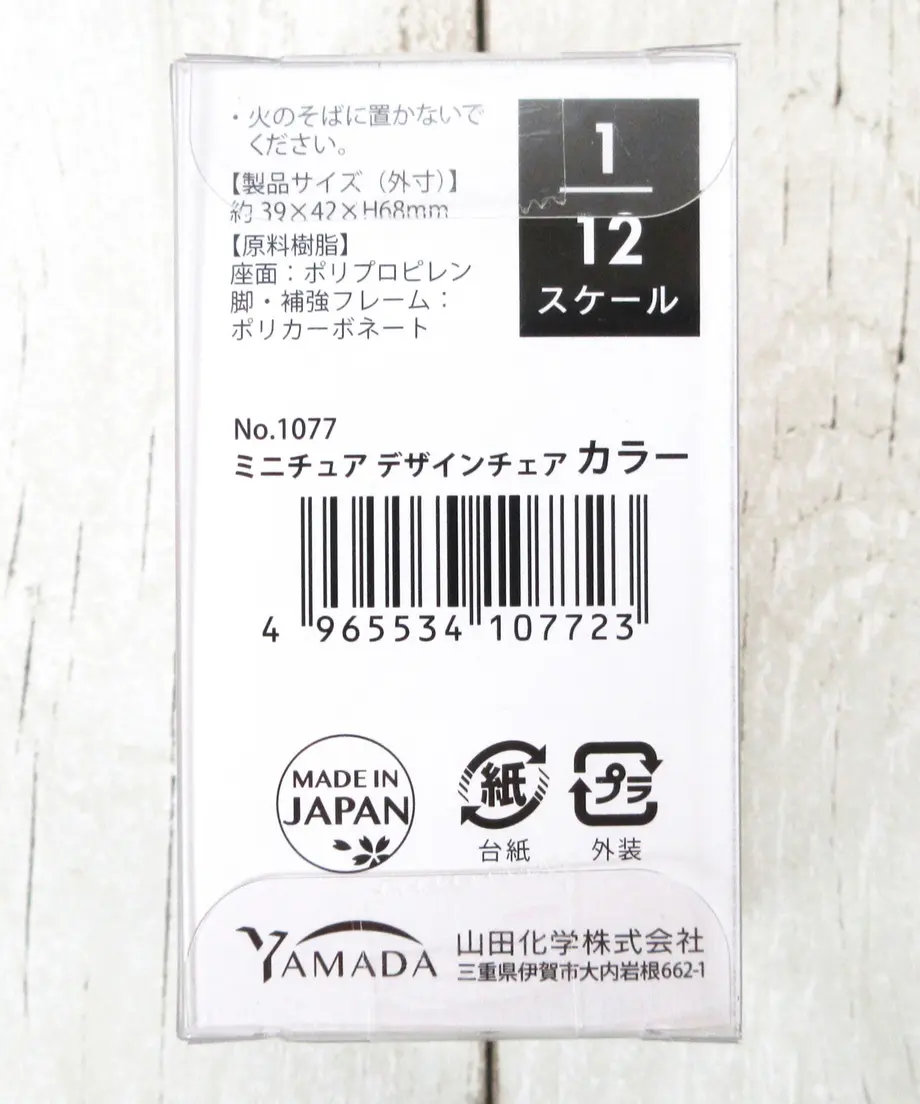 ・火のそばに置かないで
ください。
【製品サイズ（外寸）】
約 39×42×H68mm
【原料樹脂】
座面：ポリプロピレン
脚・補強フレーム：
ポリカーボネート
1
12
スケール
No.1077
ミニチュア デザインチェア カラー
4 965534 107723
MADE IN
JAPAN
紙
台紙
プラ
外装
YAMADA
山田化学株式会社
三重県伊賀市大内岩根662-1